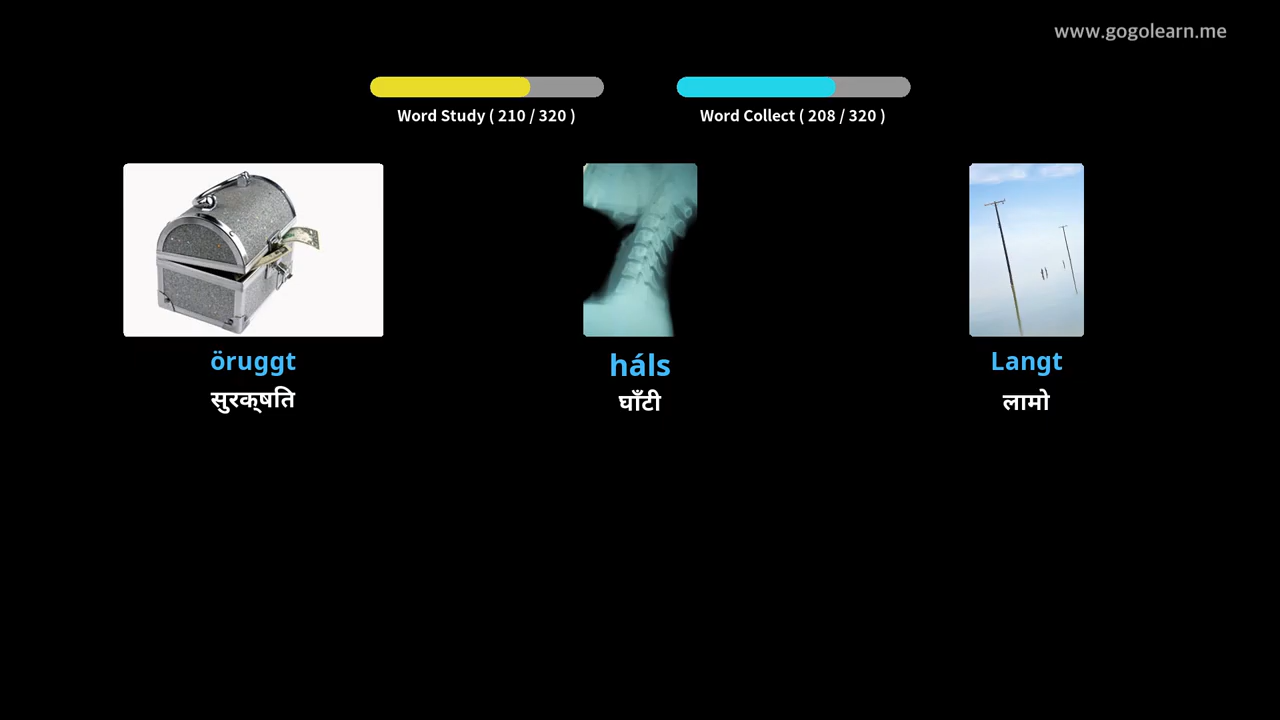 www.gogolearn.me
Word Study ( 210 / 320 )
Word Collect ( 208 / 320 )
öruggt
háls
Langt
सुरक्षति
घाँटी
लामो